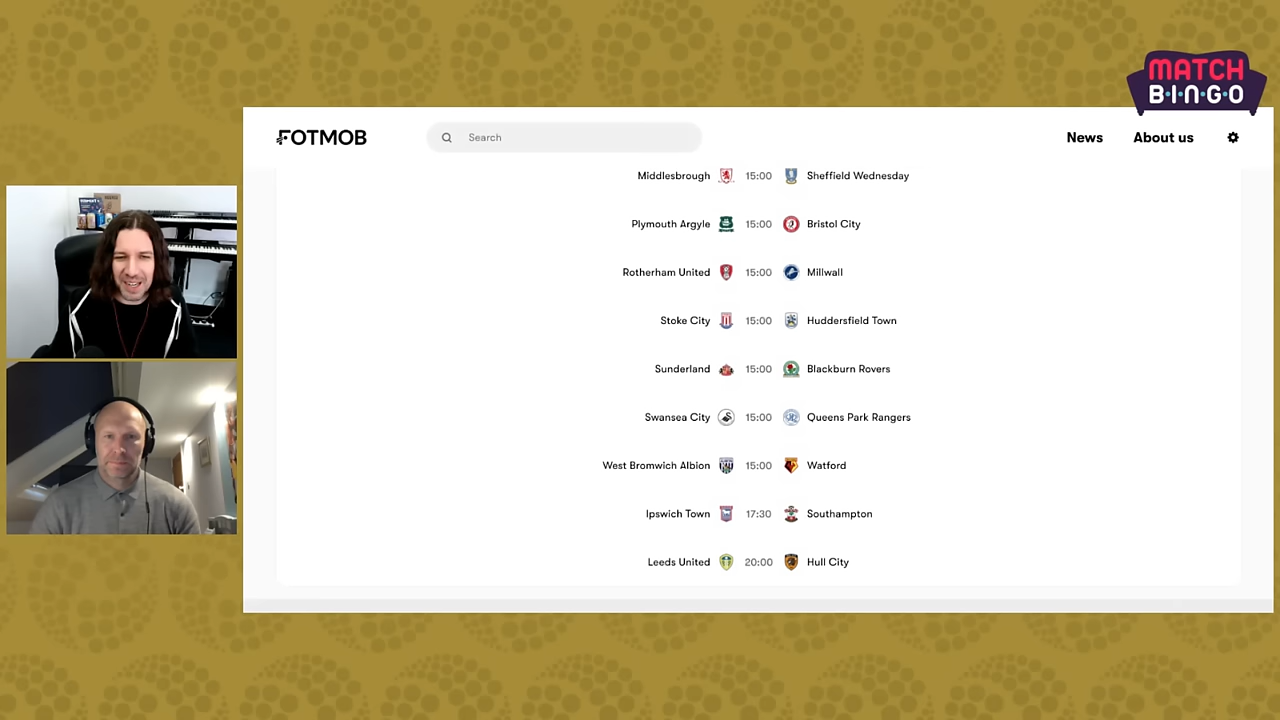 MATCH
B·I·N·G·O
FOTMOB
Search
News
About us
Middlesbrough 15:00 Sheffield Wednesday
Plymouth Argyle 15:00 Bristol City
Rotherham United 15:00 Millwall
Stoke City 15:00 Huddersfield Town
Sunderland 15:00 Blackburn Rovers
Swansea City 15:00 Queens Park Rangers
West Bromwich Albion 15:00 Watford
Ipswich Town 17:30 Southampton
Leeds United 20:00 Hull City